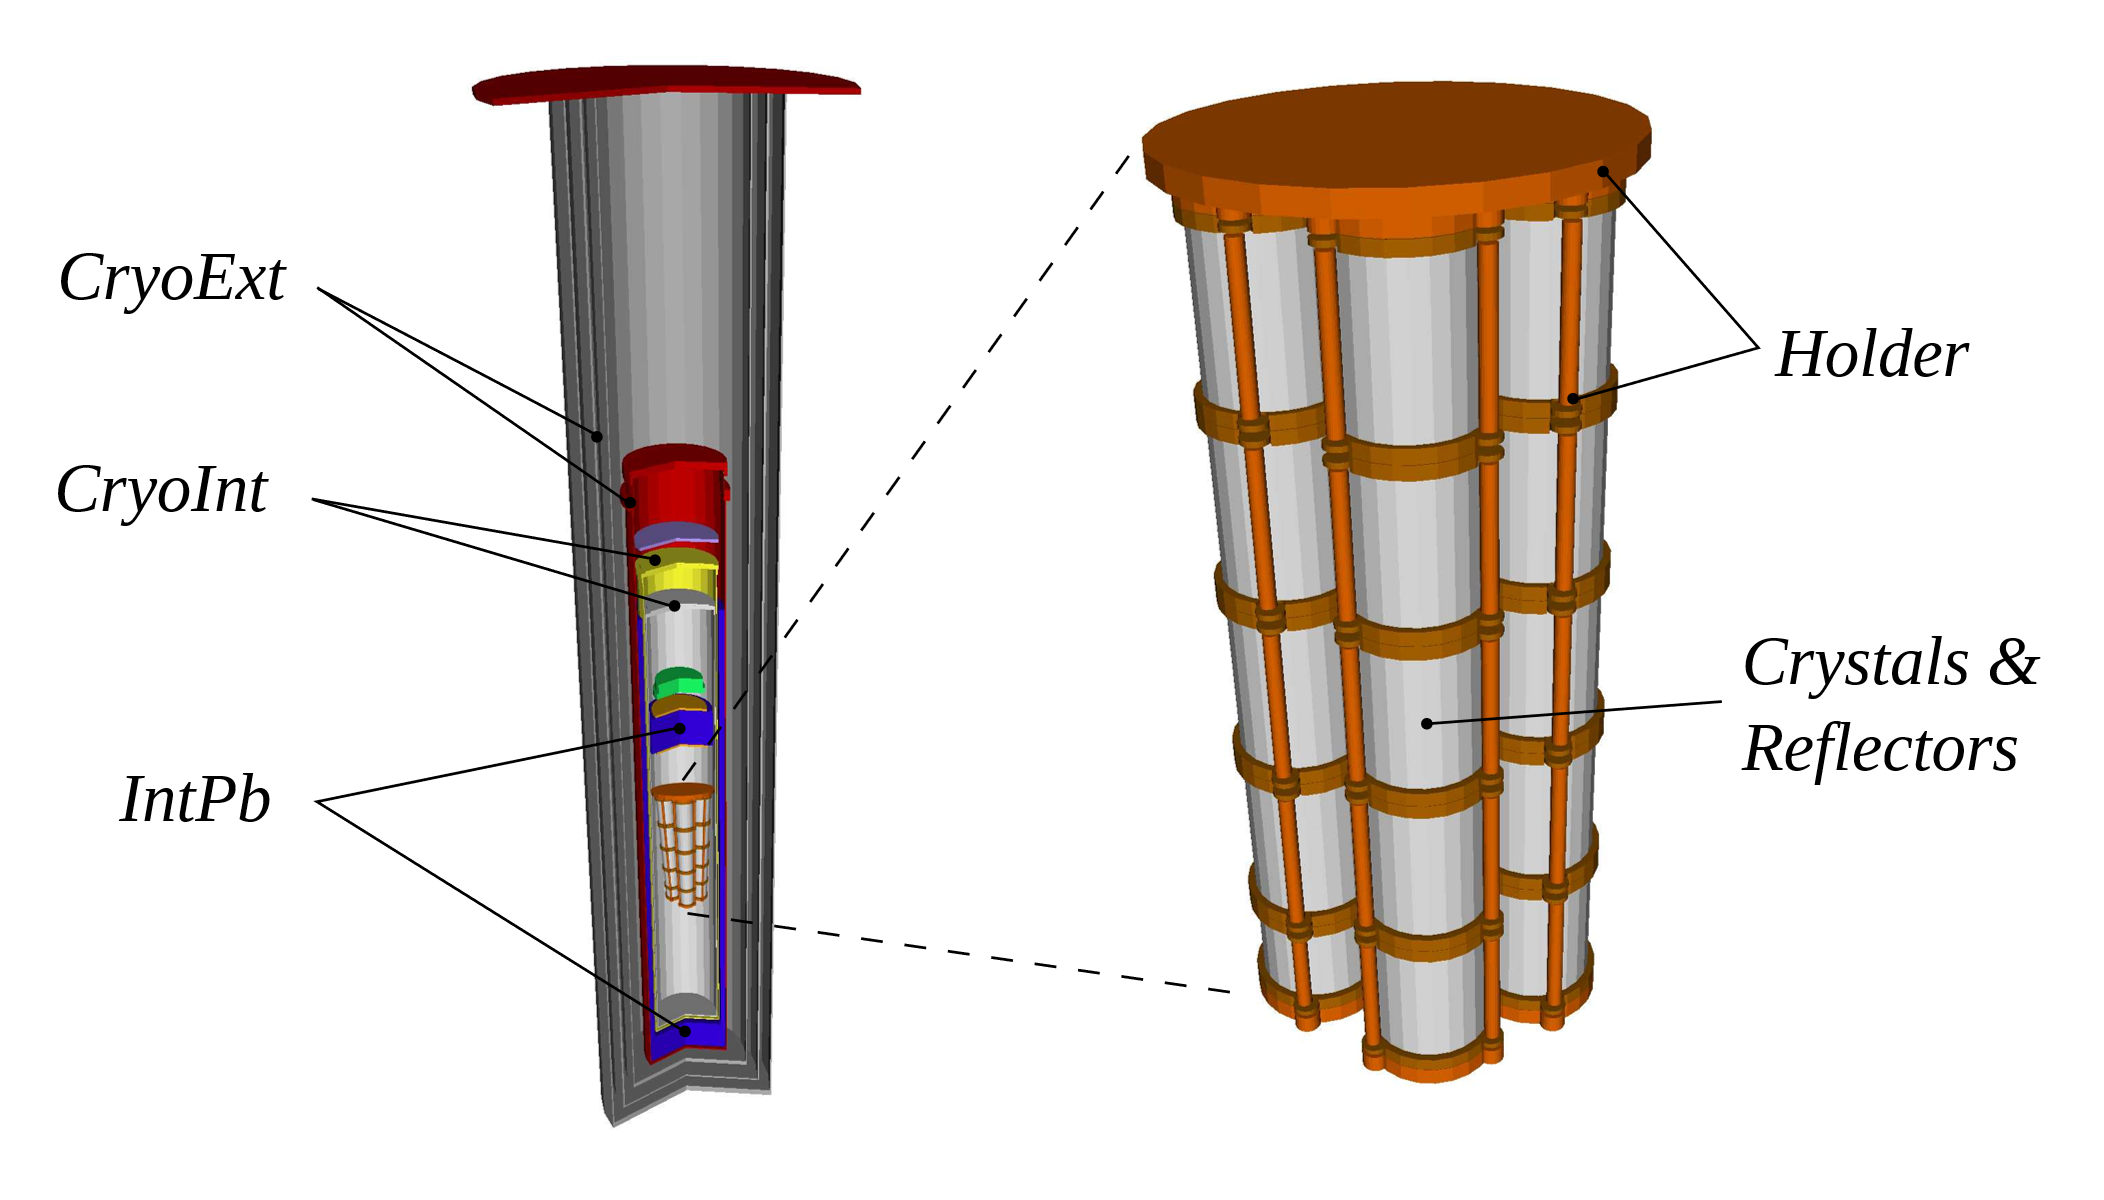 CryoExt
CryoInt
IntPb
Holder
Crystals &
Reflectors